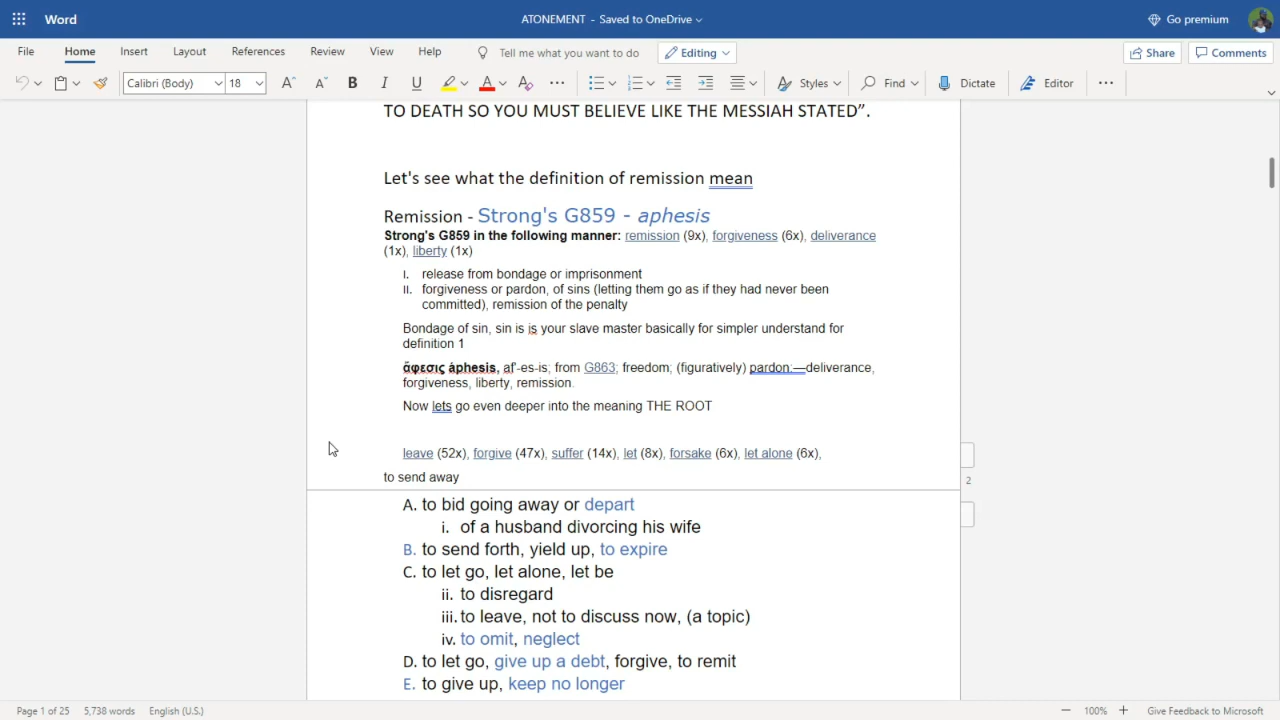 Word
ATONEMENT - Saved to OneDrive
Go premium
File Home Insert Layout References Review View Help Tell me what you want to do Editing Share Comments
Calibri (Body) 18 A A B I U A A Styles Find Dictate Editor
TO DEATH SO YOU MUST BELIEVE LIKE THE MESSIAH STATED”.
Let's see what the definition of remission mean
Remission - Strong's G859 - aphesis
Strong's G859 in the following manner: remission (9x), forgiveness (6x), deliverance
(1x), liberty (1x)
I. release from bondage or imprisonment
II. forgiveness or pardon, of sins (letting them go as if they had never been
committed), remission of the penalty
Bondage of sin, sin is is your slave master basically for simpler understand for
definition 1
ἄφεσις áphesis, af'-es-is; from G863; freedom; (figuratively) pardon:—deliverance,
forgiveness, liberty, remission.
Now lets go even deeper into the meaning THE ROOT
leave (52x), forgive (47x), suffer (14x), let (8x), forsake (6x), let alone (6x),
to send away
2
A. to bid going away or depart
i. of a husband divorcing his wife
B. to send forth, yield up, to expire
C. to let go, let alone, let be
ii. to disregard
iii. to leave, not to discuss now, (a topic)
iv. to omit, neglect
D. to let go, give up a debt, forgive, to remit
E. to give up, keep no longer
Page 1 of 25 5,738 words English (U.S.) 100% Give Feedback to Microsoft